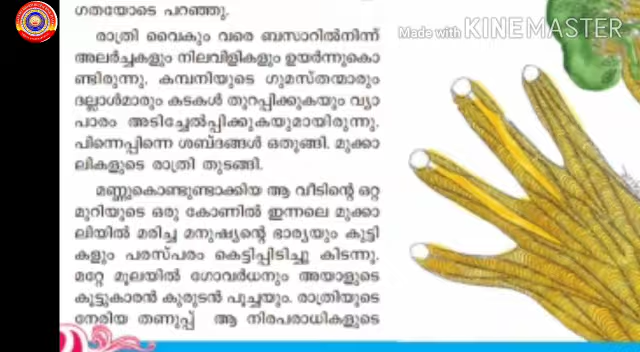 ഗതയോടെ പറഞ്ഞു.
Made with KINEMASTER
രാത്രി വൈകും വരെ ബസാറിൽനിന്ന്
അലർച്ചകളും നിലവിളികളും ഉയർന്നുകൊ
ണ്ടിരുന്നു. കമ്പനിയുടെ ഗുമസ്തന്മാരും
ദല്ലാൾമാരും കടകൾ തുറപ്പിക്കുകയും വ്യാ
പാരം അടിച്ചേൽപ്പിക്കുകയുമായിരുന്നു.
പിന്നെപ്പിന്നെ ശബ്ദങ്ങൾ ഒതുങ്ങി. മുക്കാ
ലികളുടെ രാത്രി തുടങ്ങി.
മണ്ണുകൊണ്ടുണ്ടാക്കിയ ആ വീടിന്റെ ഒറ്റ
മുറിയുടെ ഒരു കോണിൽ ഇന്നലെ മുക്കാ
ലിയിൽ മരിച്ച മനുഷ്യന്റെ ഭാര്യയും കുട്ടി
കളും പരസ്പരം കെട്ടിപ്പിടിച്ചു കിടന്നു.
മറ്റേ മൂലയിൽ ഗോവർധനും അയാളുടെ
കൂട്ടുകാരൻ കുരുടൻ പൂച്ചയും. രാത്രിയുടെ
നേരിയ തണുപ്പ് ആ നിരപരാധികളുടെ